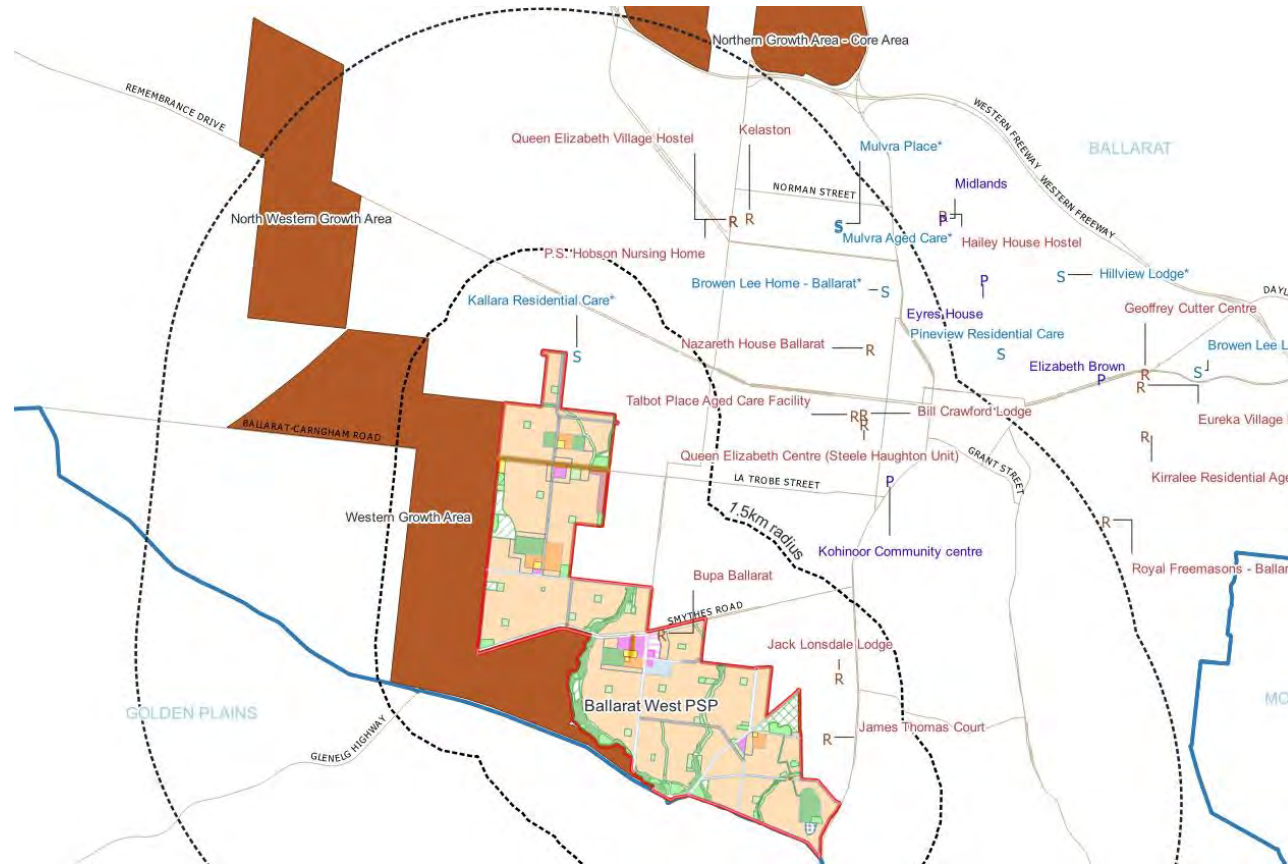 Northern Growth Area - Core Area
REMEMBRANCE DRIVE
WESTERN FREEWAY
Queen Elizabeth Village Hostel
Kelaston
Mulvra Place*
BALLARAT
WESTERN FREEWAY
Midlands
NORMAN STREET
R
R
R
P
North Western Growth Area
S
Mulvra Aged Care*
Hailey House Hostel
P.S. Hobson Nursing Home
Browen Lee Home - Ballarat*
S
P
S
Hillview Lodge*
DAYL
Kallara Residential Care*
Eyres House
Geoffrey Cutter Centre
Pineview Residential Care
Nazareth House Ballarat
R
S
S
Browen Lee L
Elizabeth Brown
P
R
R
S
Talbot Place Aged Care Facility
R
R
R
Bill Crawford Lodge
Eureka Village
BALLARAT-CARNGHAM ROAD
Queen Elizabeth Centre (Steele Haughton Unit)
GRANT STREET
R
Kirralee Residential Age
LA TROBE STREET
P
Western Growth Area
1.5km radius
R
Kohinoor Community centre
Royal Freemasons - Ballar
Bupa Ballarat
SMYTHES ROAD
R
Jack Lonsdale Lodge
R
Ballarat West PSP
MO
GOLDEN PLAINS
James Thomas Court
R
GLENELG HIGHWAY